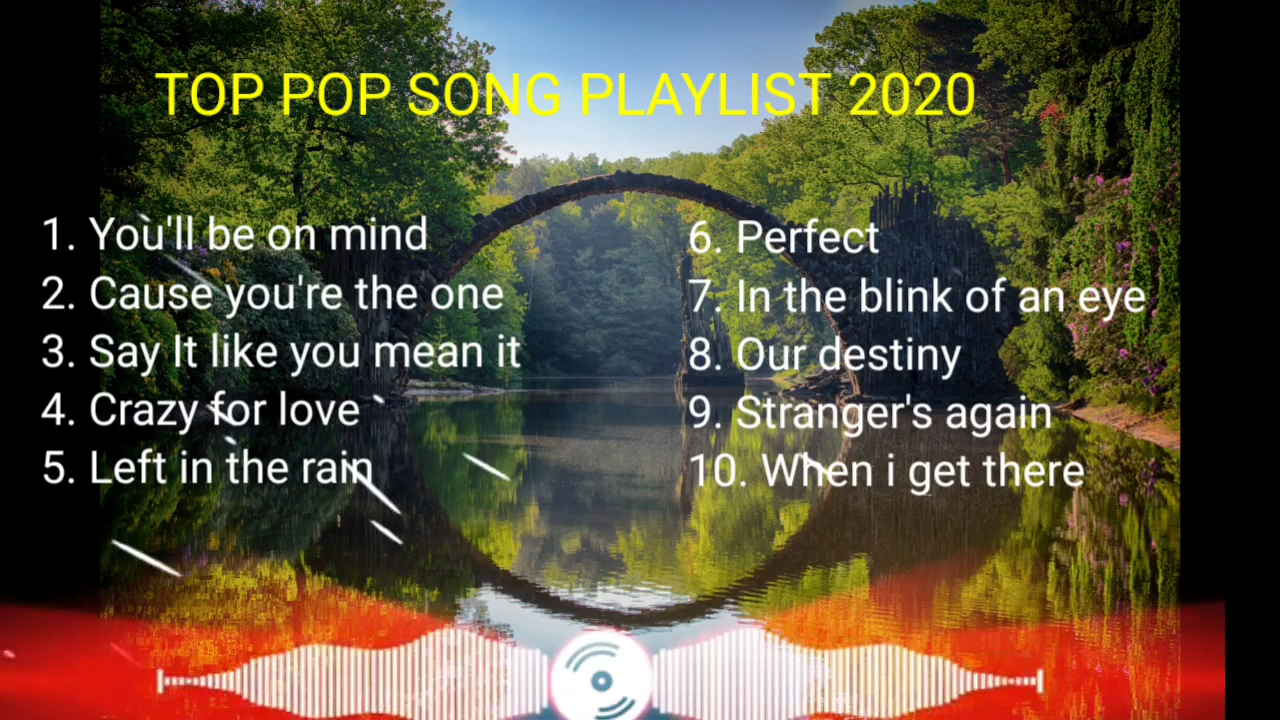 TOP POP SONG PLAYLIST 2020
1. You'll be on mind
2. Cause you're the one
3. Say It like you mean it
4. Crazy for love
5. Left in the rain
6. Perfect
7. In the blink of an eye
8. Our destiny
9. Stranger's again
10. When i get there